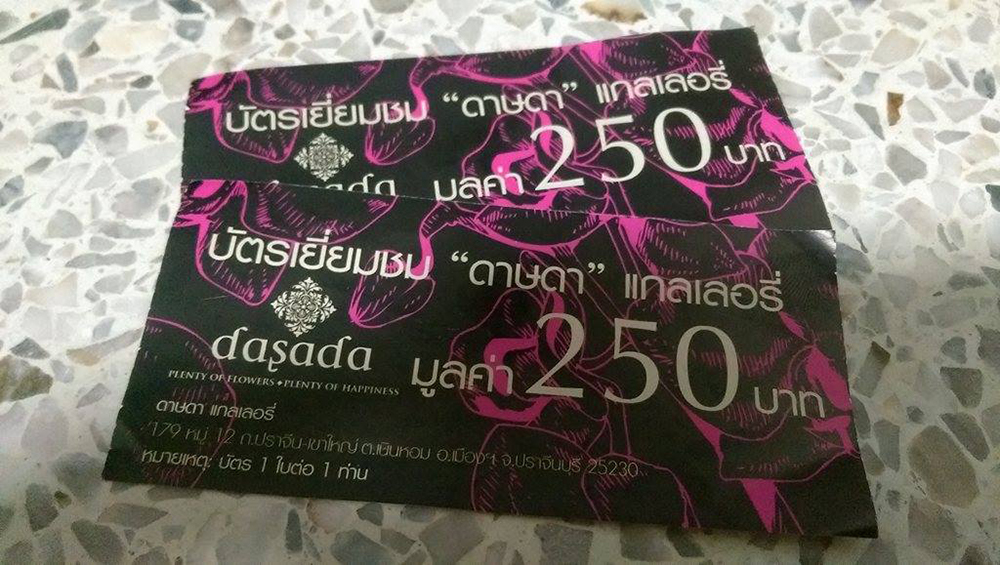 บัตรเยี่ยมชม “ดาษดา” แกลเลอรี่
มูลค่า 250 บาท
บัตรเยี่ยมชม “ดาษดา” แกลเลอรี่
dasada
PLENTY OF FLOWERS • PLENTY OF HAPPINESS
มูลค่า 250 บาท
ดาษดา แกลเลอรี่
179 หมู่ 12 ถ.ปราจีน-เขาใหญ่ ต.เนินหอม อ.เมืองฯ จ.ปราจีนบุรี 25230
หมายเหตุ: บัตร 1 ใบต่อ 1 ท่าน